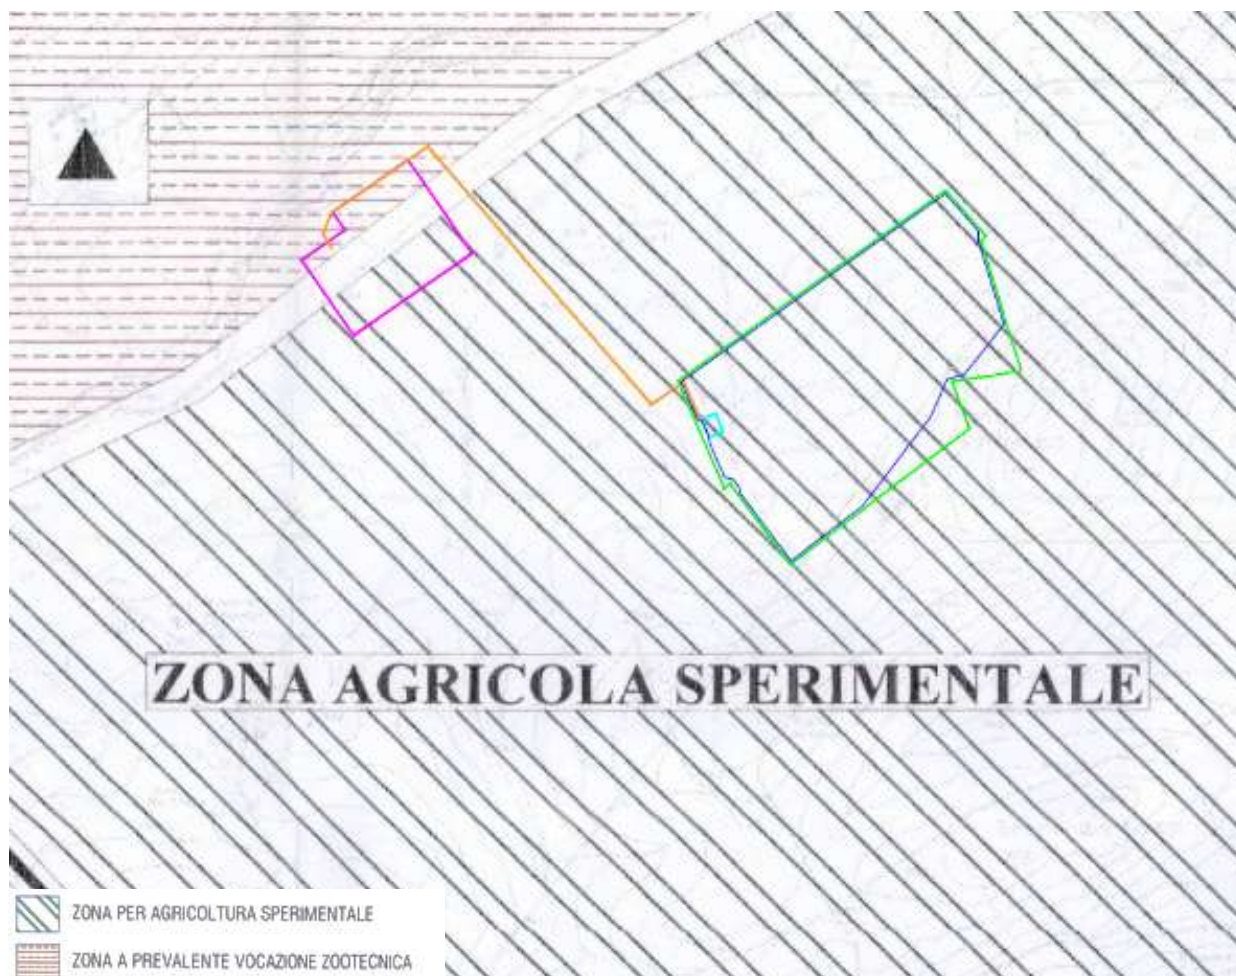 ZONA AGRICOLA SPERIMENTALE
ZONA PER AGRICOLTURA SPERIMENTALE
ZONA A PREVALENTE VOCAZIONE ZOOTECNICA